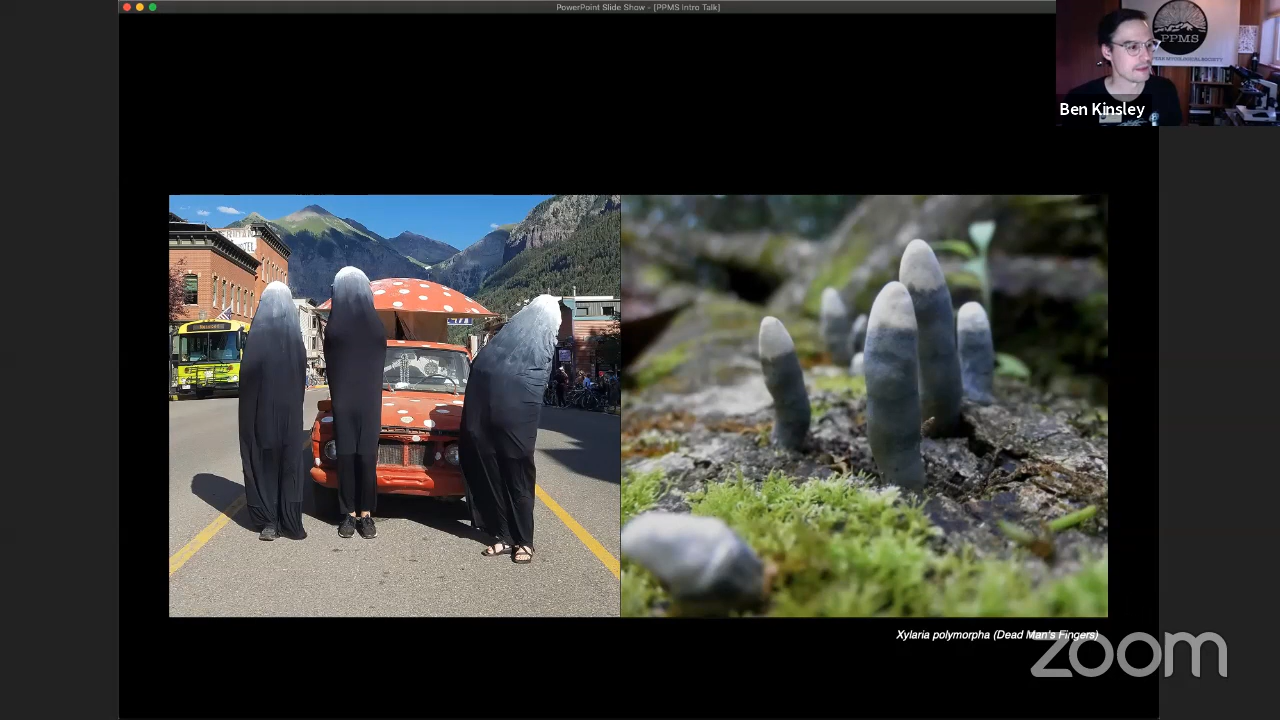 PowerPoint Slide Show - [PPMS Intro Talk]
PPMS
Ben Kinsley
Xylaria polymorpha (Dead Man's Fingers)
zoom